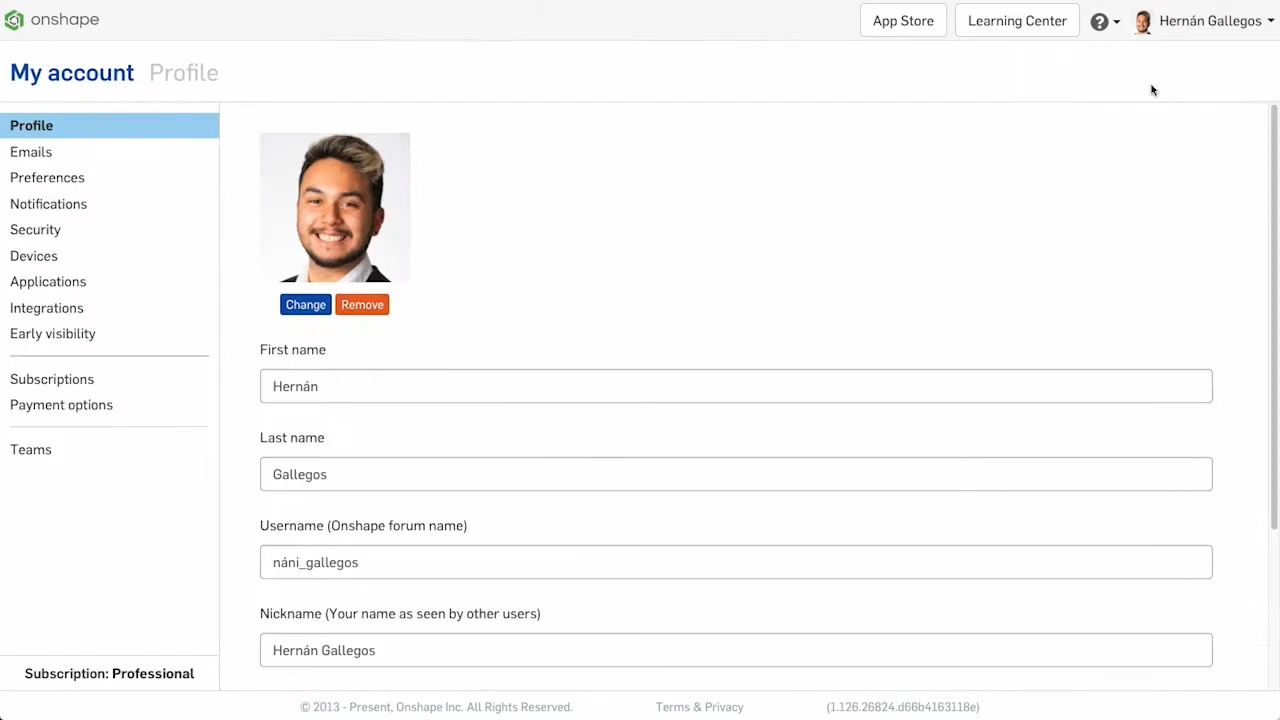 onshape
App Store
Learning Center
?
Hernán Gallegos
My account Profile
Profile
Emails
Preferences
Notifications
Security
Devices
Applications
Integrations
Early visibility
Subscriptions
Payment options
Teams
Subscription: Professional
Change
Remove
First name
Hernán
Last name
Gallegos
Username (Onshape forum name)
náni_gallegos
Nickname (Your name as seen by other users)
Hernán Gallegos
© 2013 - Present, Onshape Inc. All Rights Reserved.
Terms & Privacy
(1.126.26824.d66b4163118e)